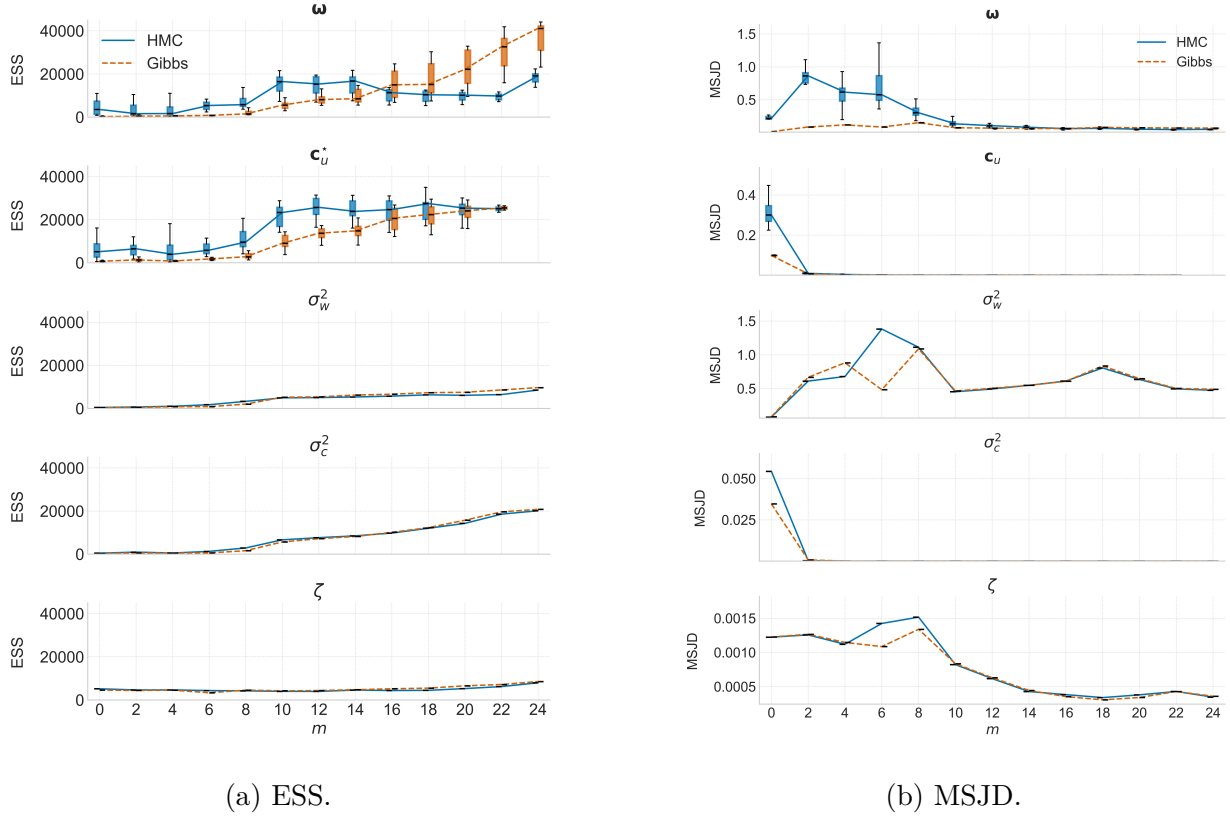 ω
ESS
40000
20000
0
HMC
Gibbs
c⋆u
ESS
40000
20000
0
σ²w
ESS
40000
20000
0
σ²c
ESS
40000
20000
0
ζ
ESS
40000
20000
0
0 2 4 6 8 10 12 14 16 18 20 22 24
m
(a) ESS.
ω
MSJD
1.5
1.0
0.5
HMC
Gibbs
cu
MSJD
0.4
0.2
σ²w
MSJD
1.5
1.0
0.5
σ²c
MSJD
0.050
0.025
ζ
MSJD
0.0015
0.0010
0.0005
0 2 4 6 8 10 12 14 16 18 20 22 24
m
(b) MSJD.